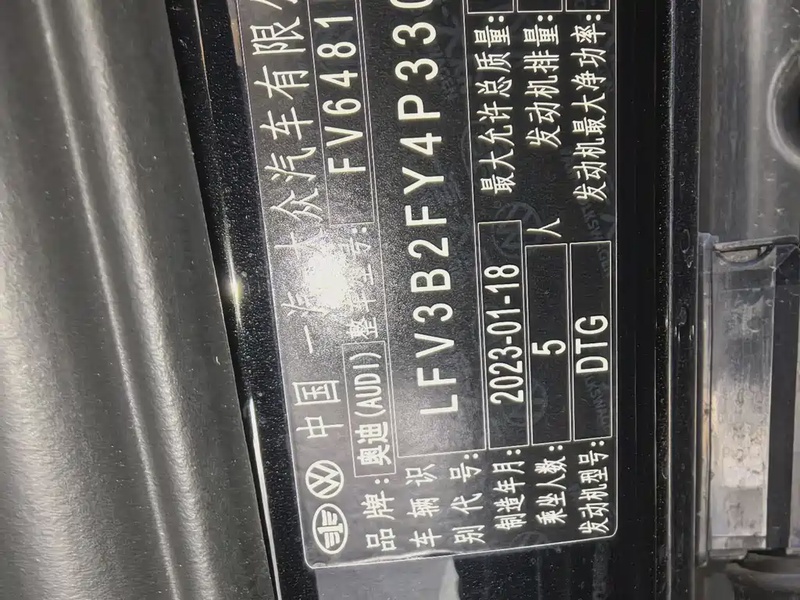 中国一汽大众汽车有限
品牌: 奥迪(AUDI) 整车型号: FV6481
车辆识别代号: LFV3B2FY4P33
制造年月: 2023-01-18 最大允许总质量:
乘坐人数: 5 人 发动机排量:
发动机型号: DTG 发动机最大净功率: